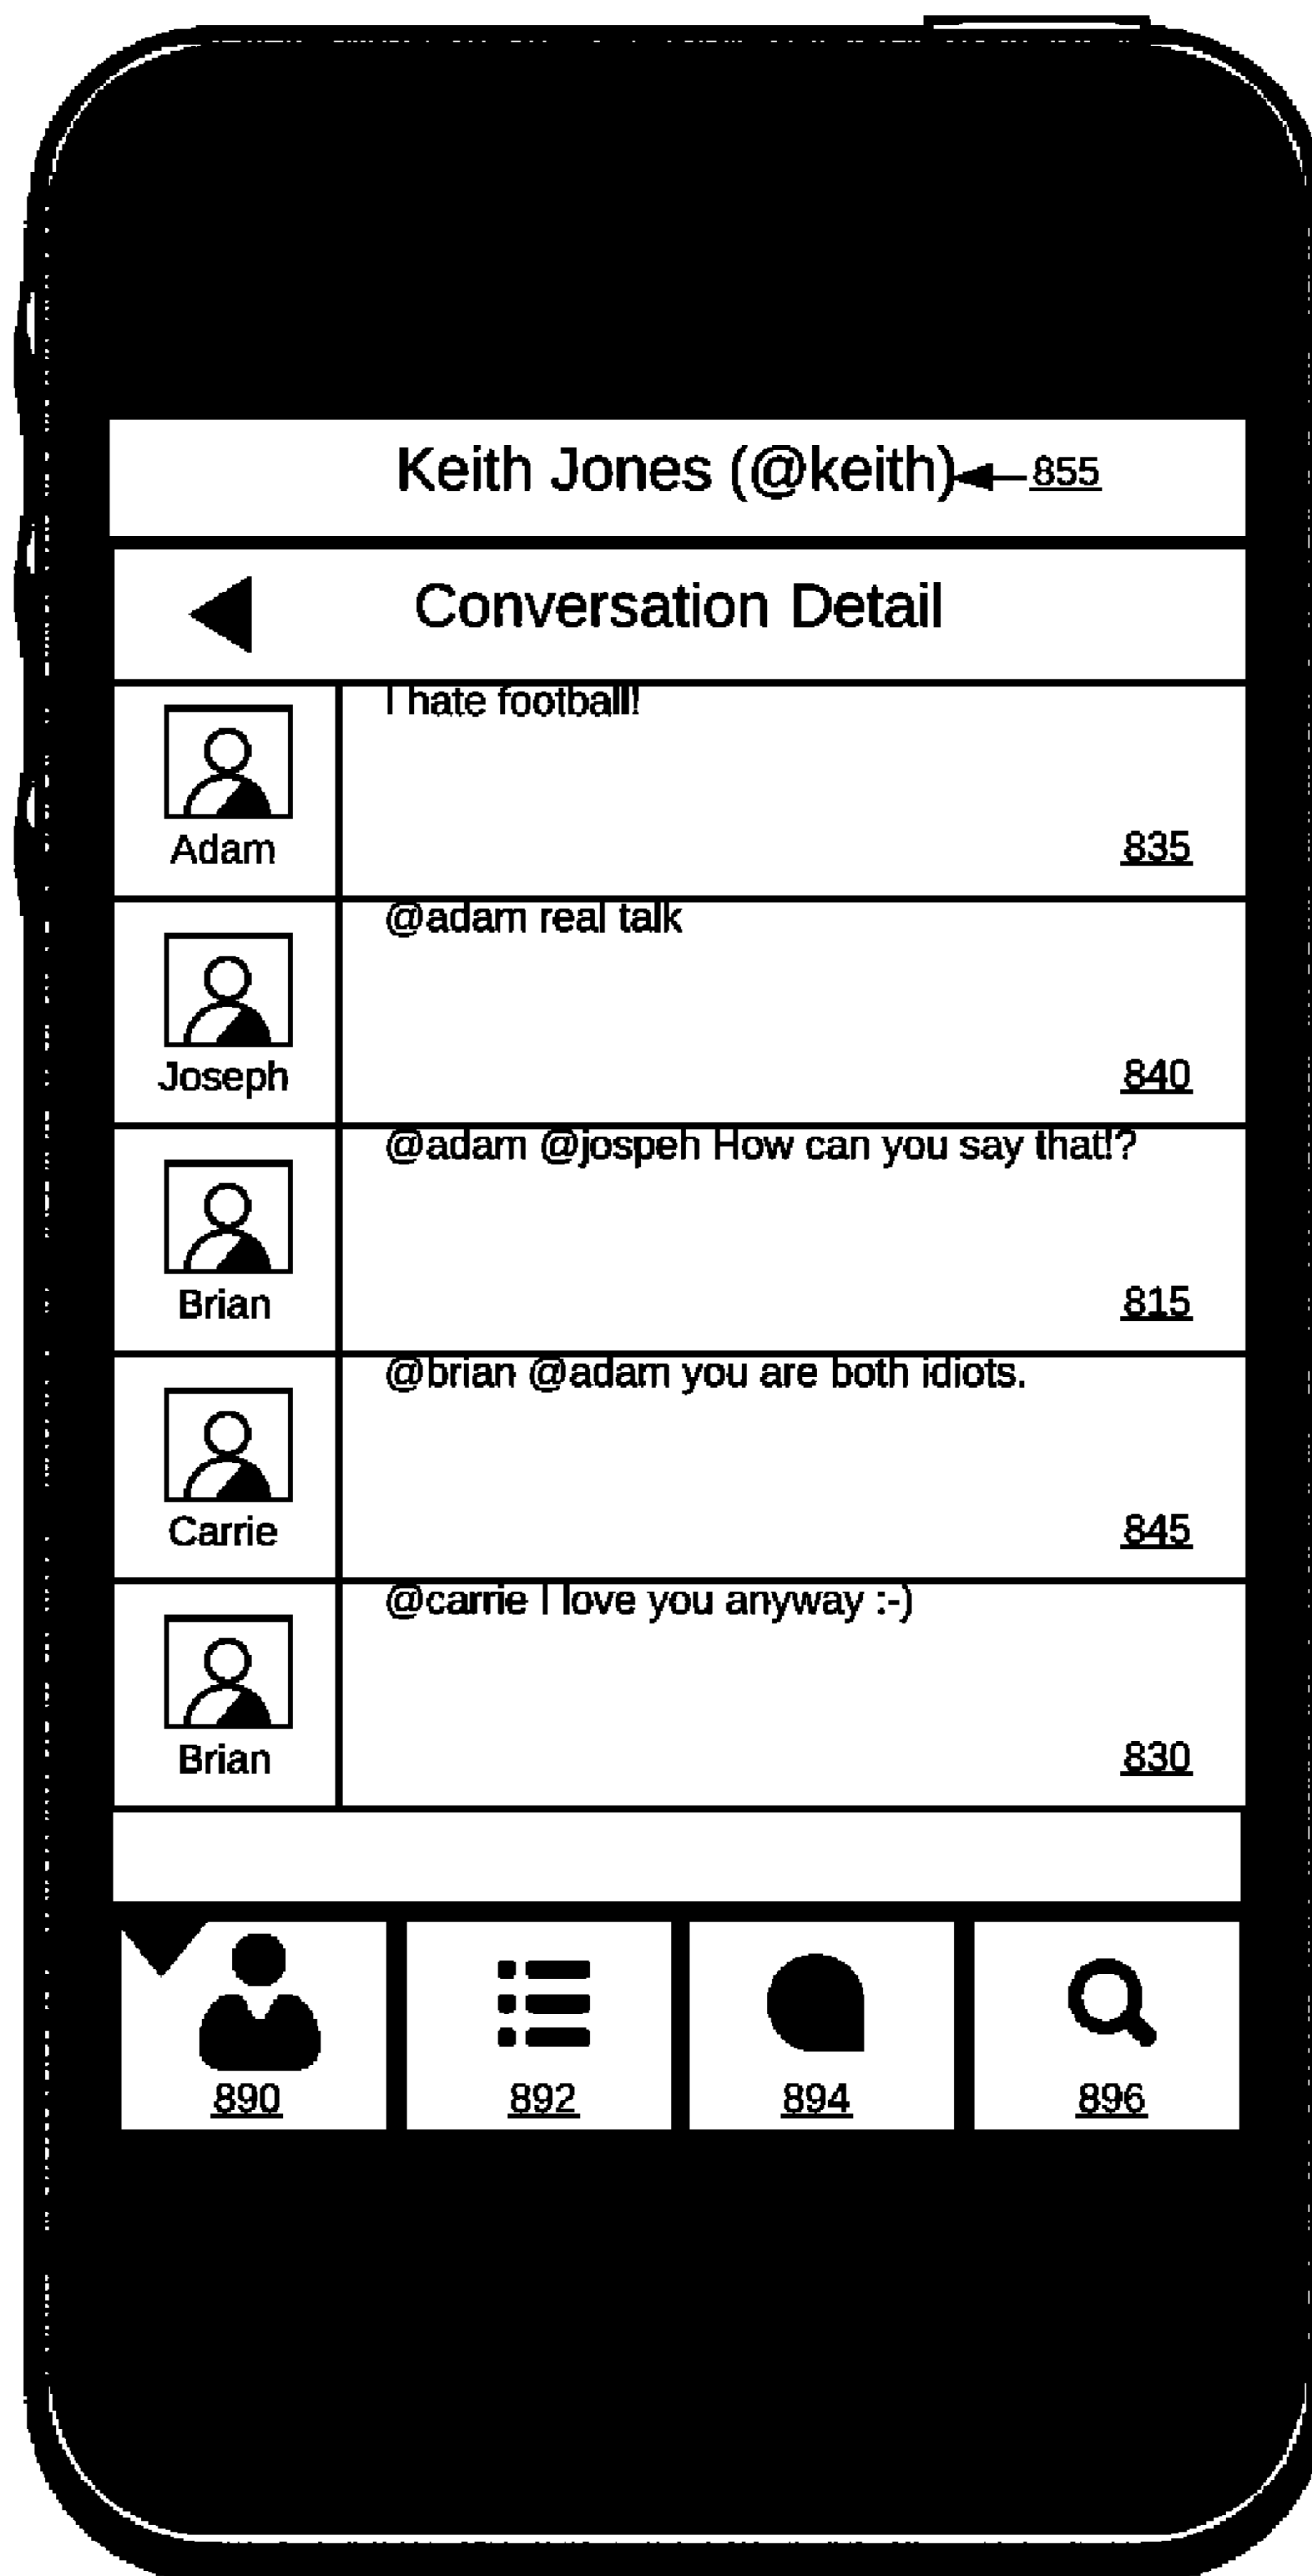 Keith Jones (@keith) 855
Conversation Detail
I hate football!
Adam
835
@adam real talk
Joseph
840
@adam @jospeh How can you say that!?
Brian
815
@brian @adam you are both idiots.
Carrie
845
@carrie I love you anyway :-)
Brian
830
890 892 894 896